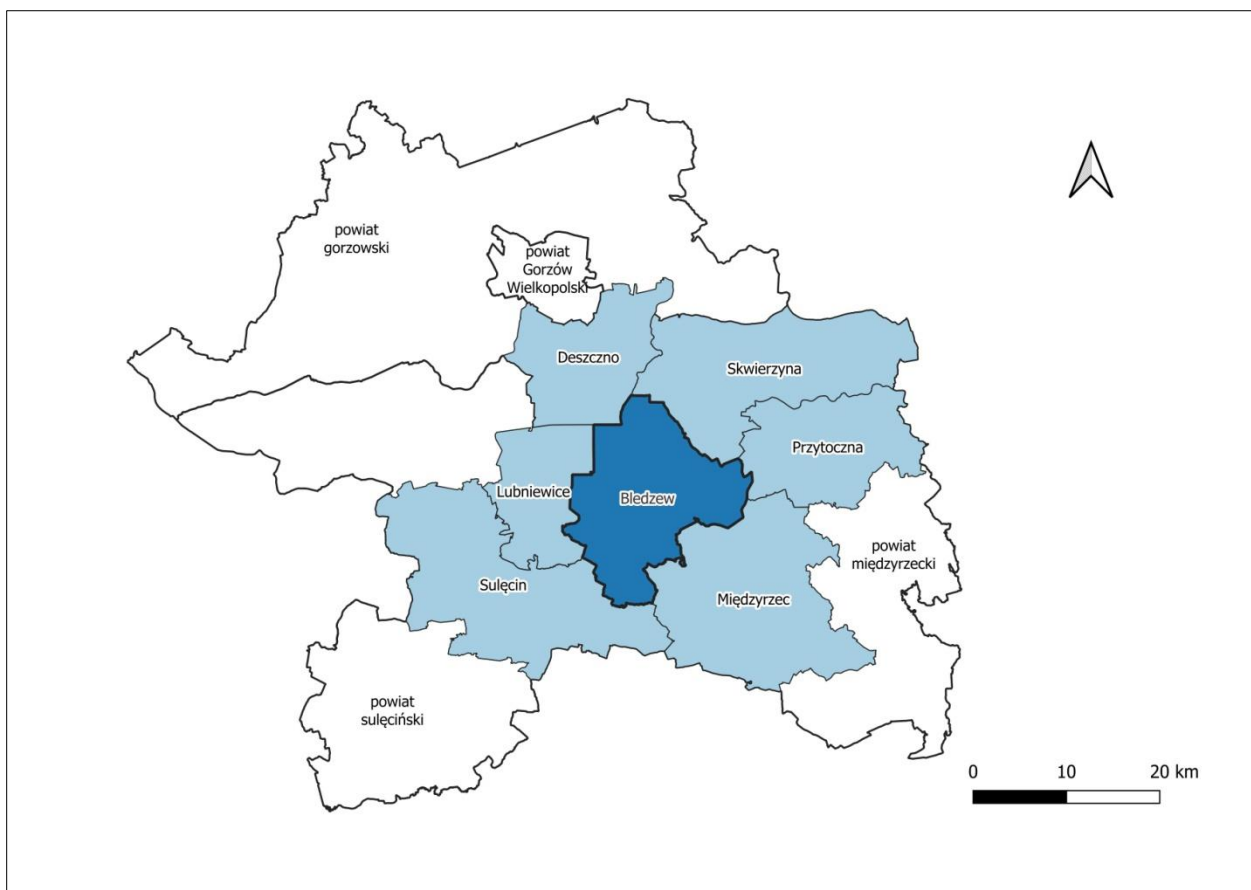 powiat
gorzowski
powiat
Gorzów
Wielkopolski
Deszczno
Skwierzyna
Przytoczna
Lubniewice
Bledzew
powiat
międzyrzecki
Sulęcin
Międzyrzec
powiat
sulęciński
0 10 20 km